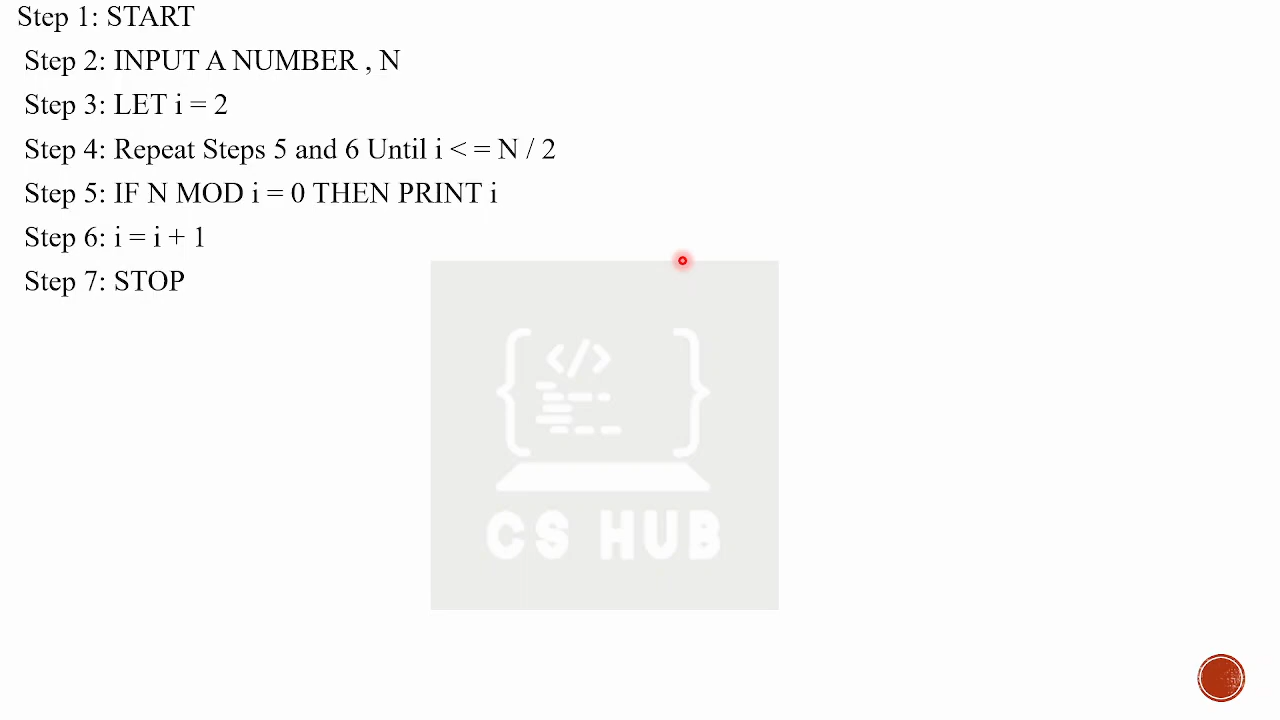 Step 1: START
Step 2: INPUT A NUMBER , N
Step 3: LET i = 2
Step 4: Repeat Steps 5 and 6 Until i < = N / 2
Step 5: IF N MOD i = 0 THEN PRINT i
Step 6: i = i + 1
Step 7: STOP
CS HUB